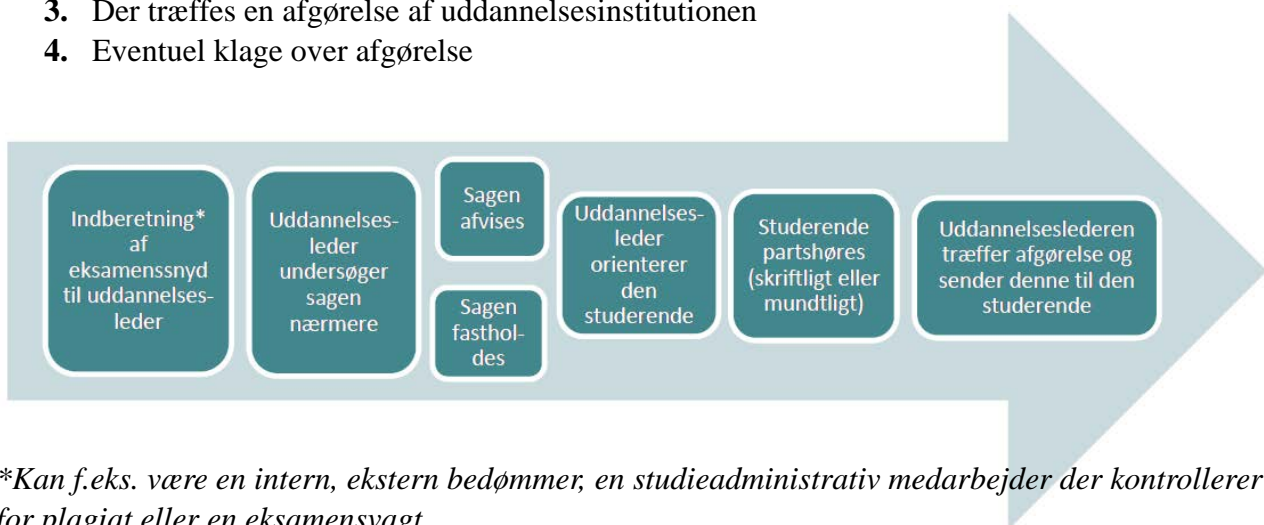 3. Der træffes en afgørelse af uddannelsesinstitutionen
4. Eventuel klage over afgørelse
Indberetning*
af
eksamenssnyd
til uddannelses-
leder
Uddannelses-
leder
undersøger
sagen
nærmere
Sagen
afvises
Sagen
fasthol-
des
Uddannelses-
leder
orienterer
den
studerende
Studerende
partshøres
(skriftligt eller
mundtligt)
Uddannelseslederen
træffer afgørelse og
sender denne til den
studerende
*Kan f.eks. være en intern, ekstern bedømmer, en studieadministrativ medarbejder der kontrollerer
for plagiat eller en eksamensvagt